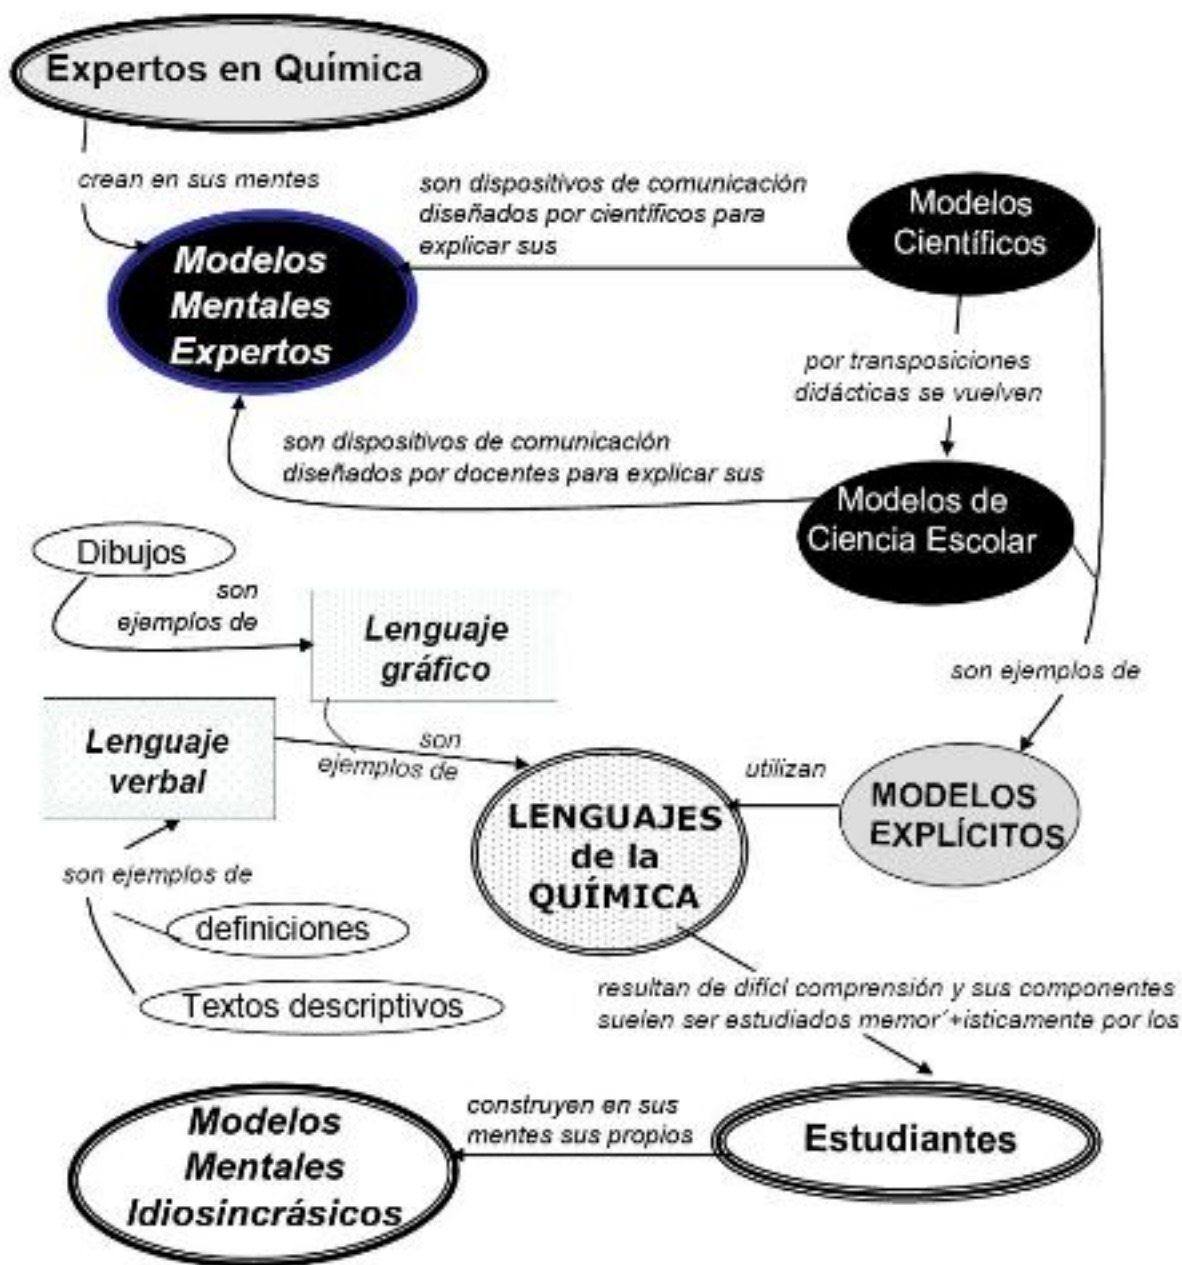 Expertos en Química
crean en sus mentes
son dispositivos de comunicación
diseñados por científicos para
explicar sus
Modelos
Científicos
Modelos
Mentales
Expertos
por transposiciones
didácticas se vuelven
son dispositivos de comunicación
diseñados por docentes para explicar sus
Modelos de
Ciencia Escolar
Dibujos
son
ejemplos de
Lenguaje
gráfico
son ejemplos de
Lenguaje
verbal
son
ejemplos de
LENGUAJES
de la
QUÍMICA
utilizan
MODELOS
EXPLÍCITOS
son ejemplos de
definiciones
Textos descriptivos
resultan de difícl comprensión y sus componentes
suelen ser estudiados memor´+isticamente por los
Modelos
Mentales
Idiosincrásicos
construyen en sus
mentes sus propios
Estudiantes